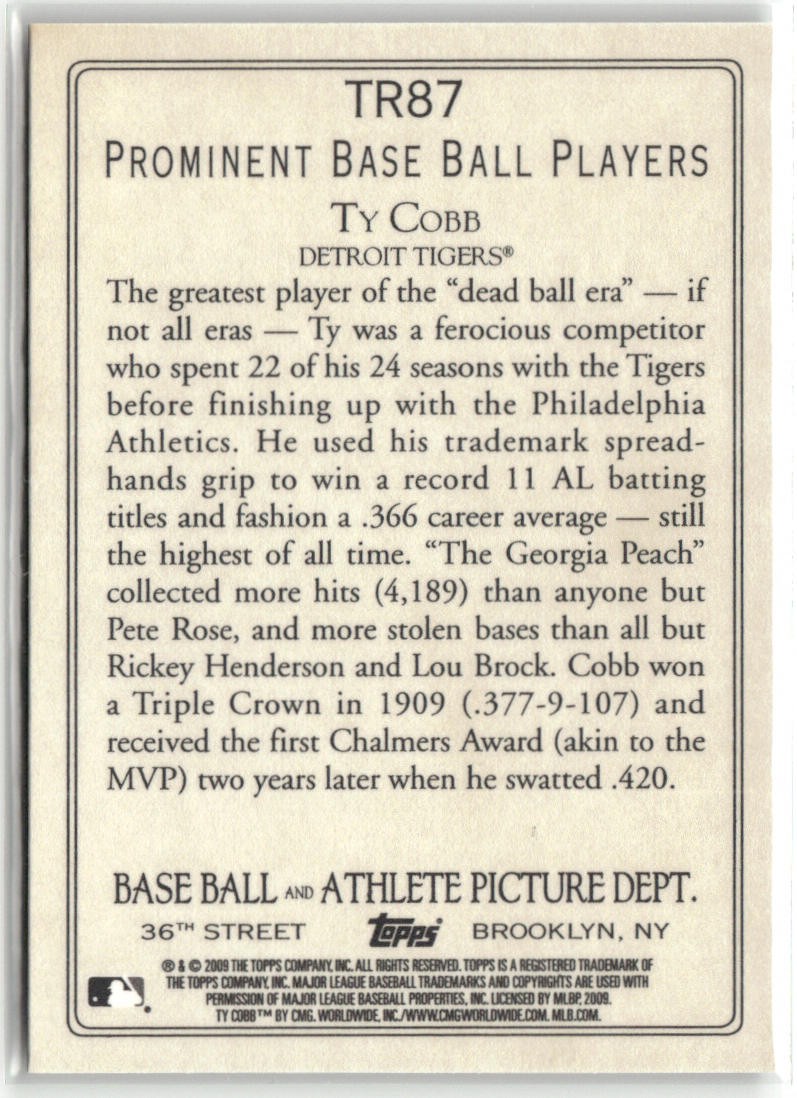 TR87
PROMINENT BASE BALL PLAYERS
TY COBB
DETROIT TIGERS®
The greatest player of the “dead ball era” — if
not all eras — Ty was a ferocious competitor
who spent 22 of his 24 seasons with the Tigers
before finishing up with the Philadelphia
Athletics. He used his trademark spread-
hands grip to win a record 11 AL batting
titles and fashion a .366 career average — still
the highest of all time. “The Georgia Peach”
collected more hits (4,189) than anyone but
Pete Rose, and more stolen bases than all but
Rickey Henderson and Lou Brock. Cobb won
a Triple Crown in 1909 (.377-9-107) and
received the first Chalmers Award (akin to the
MVP) two years later when he swatted .420.
BASE BALL AND ATHLETE PICTURE DEPT.
36TH STREET Topps® BROOKLYN, NY
® & © 2009 THE TOPPS COMPANY, INC. ALL RIGHTS RESERVED. TOPPS IS A REGISTERED TRADEMARK OF
THE TOPPS COMPANY, INC. MAJOR LEAGUE BASEBALL TRADEMARKS AND COPYRIGHTS ARE USED WITH
PERMISSION OF MAJOR LEAGUE BASEBALL PROPERTIES, INC. LICENSED BY MLBP, 2009.
TY COBB™ BY CMG. WORLDWIDE, INC./WWW.CMGWORLDWIDE.COM. MLB.COM.